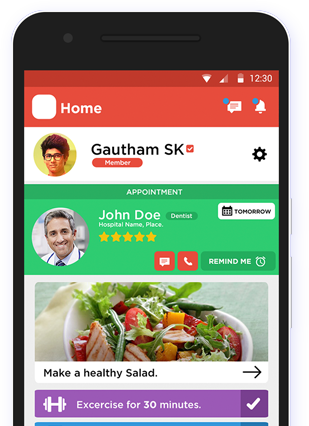 12:30
Home
Gautham SK
Member
APPOINTMENT
John Doe Dentist
Hospital Name, Place.
TOMORROW
REMIND ME
Make a healthy Salad.
Excercise for 30 minutes.